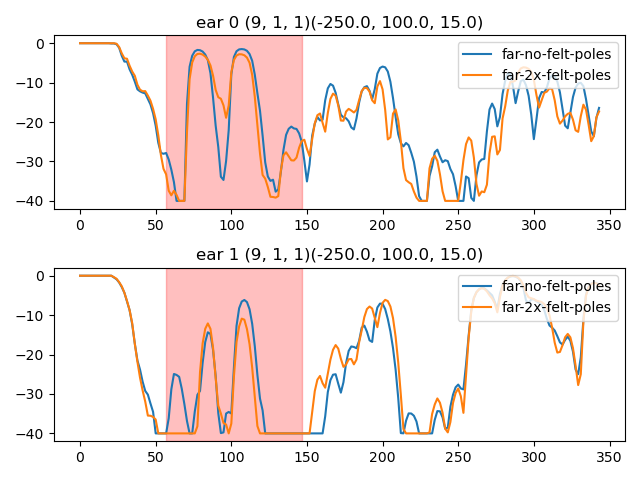 ear 0 (9, 1, 1)(-250.0, 100.0, 15.0)
0
−10
−20
−30
−40
far-no-felt-poles
far-2x-felt-poles
0 50 100 150 200 250 300 350
ear 1 (9, 1, 1)(-250.0, 100.0, 15.0)
0
−10
−20
−30
−40
far-no-felt-poles
far-2x-felt-poles
0 50 100 150 200 250 300 350